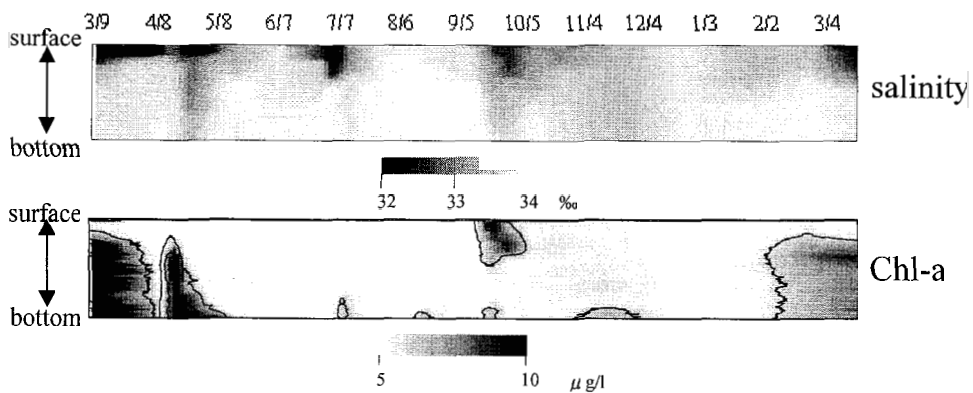 3/9 4/8 5/8 6/7 7/7 8/6 9/5 10/5 11/4 12/4 1/3 2/2 3/4
surface
salinity
bottom
32 33 34 ‰
surface
Chl-a
bottom
5 10 μg/l